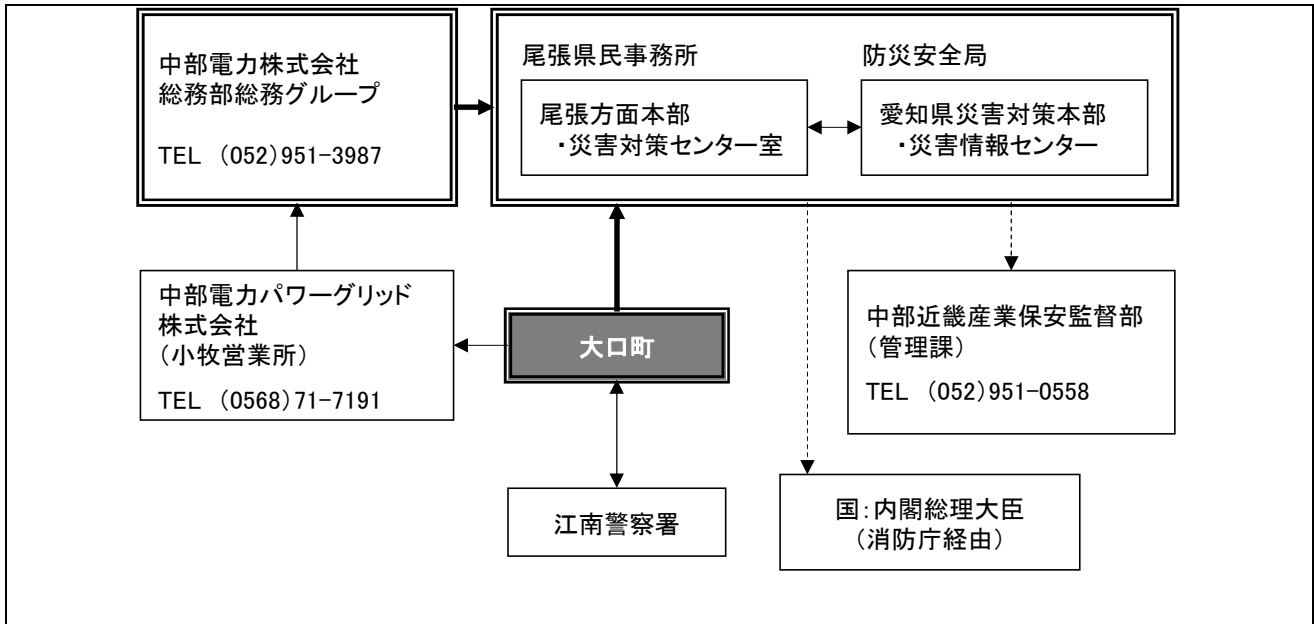 中部電力株式会社
総務部総務グループ
TEL (052)951-3987
尾張県民事務所
尾張方面本部
・災害対策センター室
防災安全局
愛知県災害対策本部
・災害情報センター
中部電力パワーグリッド
株式会社
(小牧営業所)
TEL (0568)71-7191
大口町
中部近畿産業保安監督部
(管理課)
TEL (052)951-0558
江南警察署
国:内閣総理大臣
(消防庁経由)